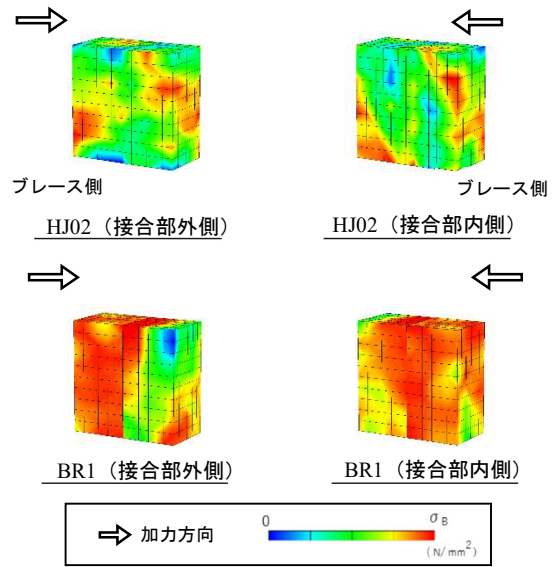 ブレース側
ブレース側
HJ02（接合部外側）
HJ02（接合部内側）
BR1（接合部外側）
BR1（接合部内側）
加力方向
0
σB
(N/mm²)